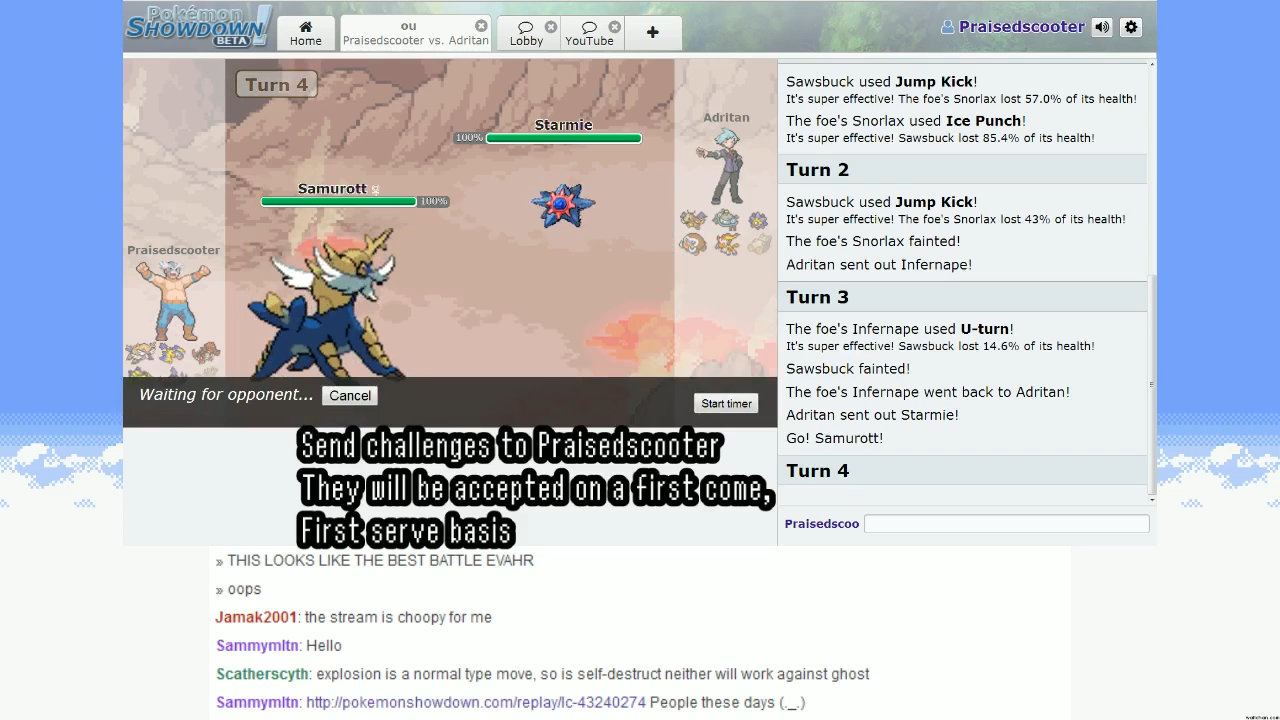 Pokémon
SHOWDOWN!
BETA
Home
ou
Praisedscooter vs. Adritan
Lobby
YouTube
Praisedscooter
Turn 4
Starmie
100%
Samurott
100%
Praisedscooter
Adritan
Waiting for opponent... Cancel
Start timer
Sawsbuck used Jump Kick!
It's super effective! The foe's Snorlax lost 57.0% of its health!
The foe's Snorlax used Ice Punch!
It's super effective! Sawsbuck lost 85.4% of its health!
Turn 2
Sawsbuck used Jump Kick!
It's super effective! The foe's Snorlax lost 43% of its health!
The foe's Snorlax fainted!
Adritan sent out Infernape!
Turn 3
The foe's Infernape used U-turn!
It's super effective! Sawsbuck lost 14.6% of its health!
Sawsbuck fainted!
The foe's Infernape went back to Adritan!
Adritan sent out Starmie!
Go! Samurott!
Turn 4
Praisedscoo
Send challenges to Praisedscooter
They will be accepted on a first come,
First serve basis
» THIS LOOKS LIKE THE BEST BATTLE EVAHR
» oops
Jamak2001: the stream is choopy for me
Sammymltn: Hello
Scatherscyth: explosion is a normal type move, so is self-destruct neither will work against ghost
Sammymltn: http://pokemonshowdown.com/replay/lc-43240274 People these days (._.)